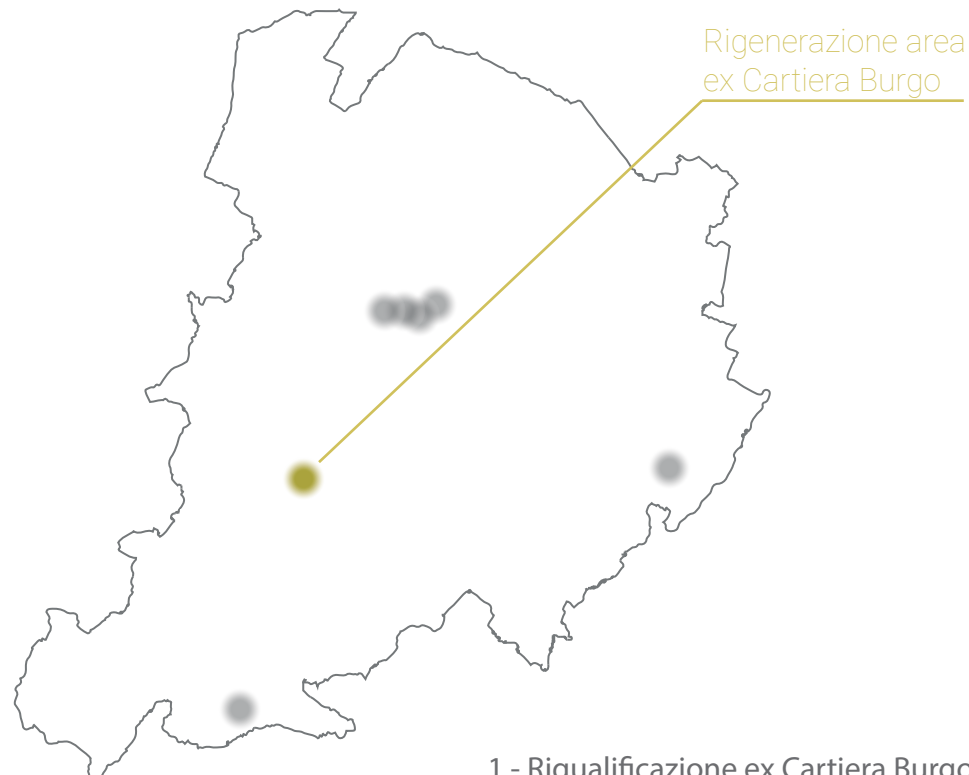 Rigenerazione area
ex Cartiera Burgo
1 - Riqualificazione ex Cartiera Burgo